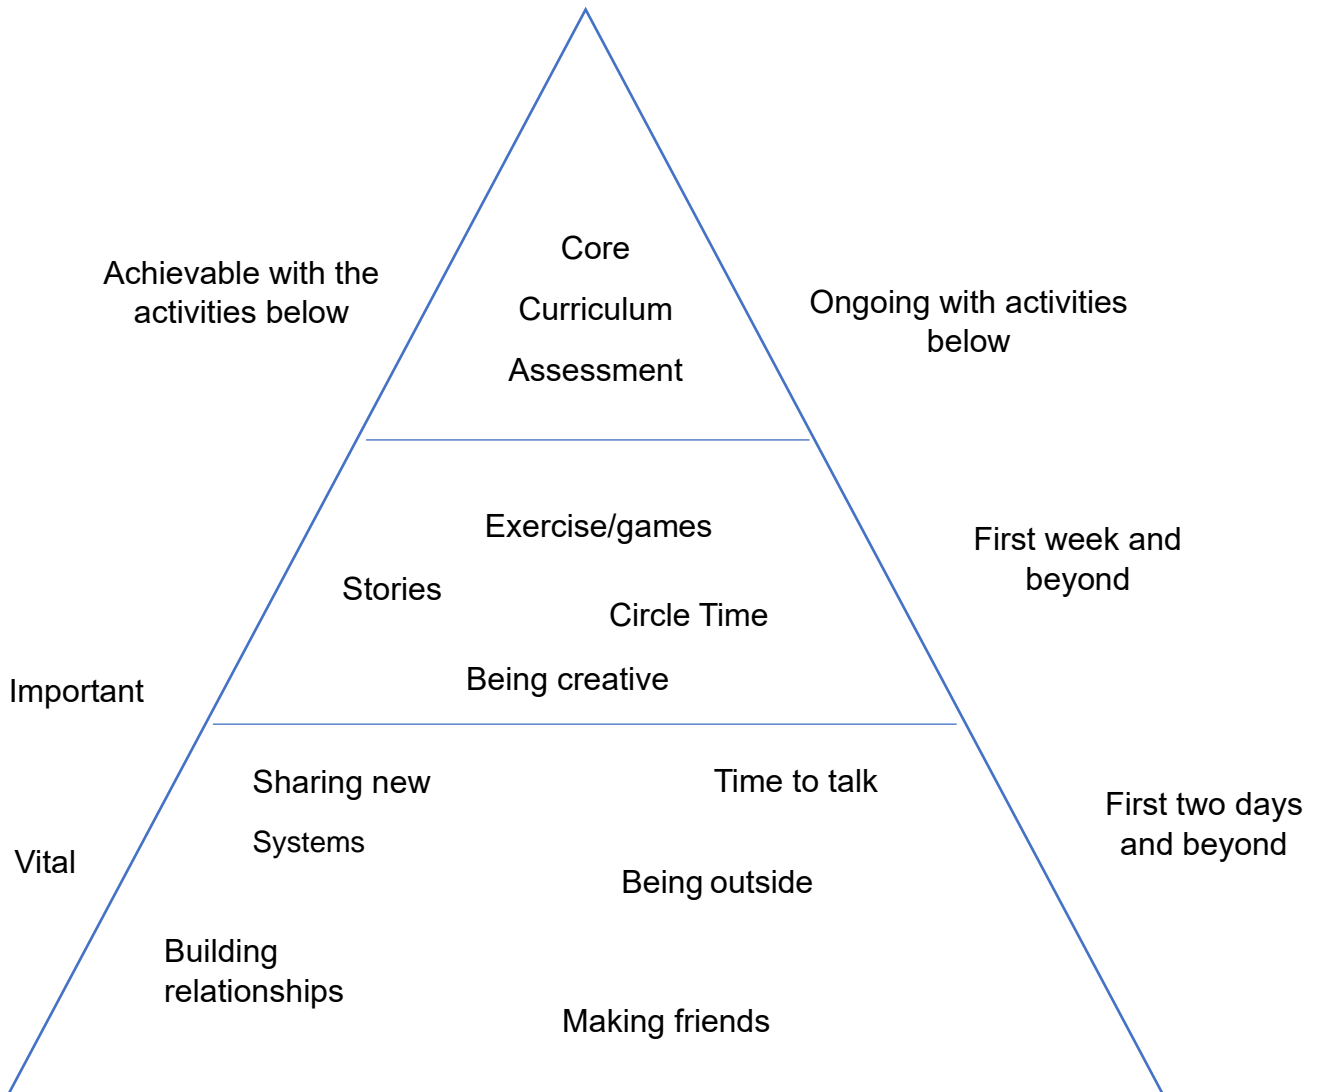 Core
Achievable with the
activities below
Curriculum
Ongoing with activities
below
Assessment
Exercise/games
First week and
beyond
Stories
Circle Time
Being creative
Important
Sharing new
Time to talk
Systems
First two days
and beyond
Vital
Being outside
Building
relationships
Making friends